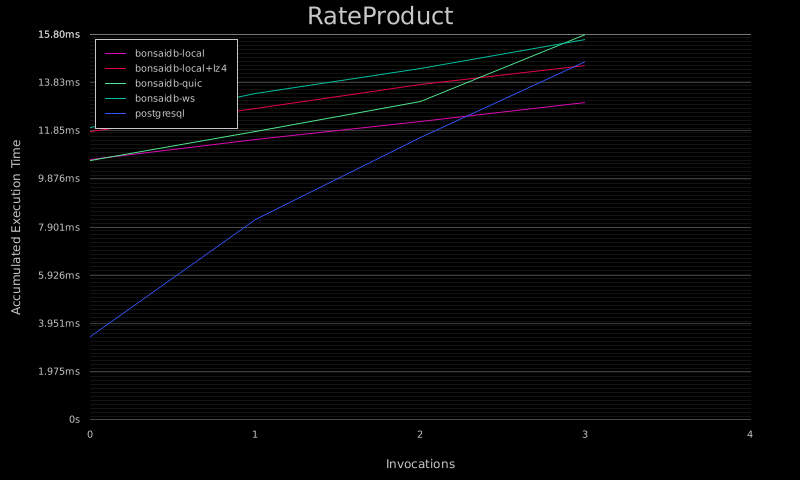 RateProduct
15.80ms
13.83ms
11.85ms
9.876ms
7.901ms
5.926ms
3.951ms
1.975ms
0s
bonsaidb-local
bonsaidb-local+lz4
bonsaidb-quic
bonsaidb-ws
postgresql
Accumulated Execution Time
0 1 2 3 4
Invocations